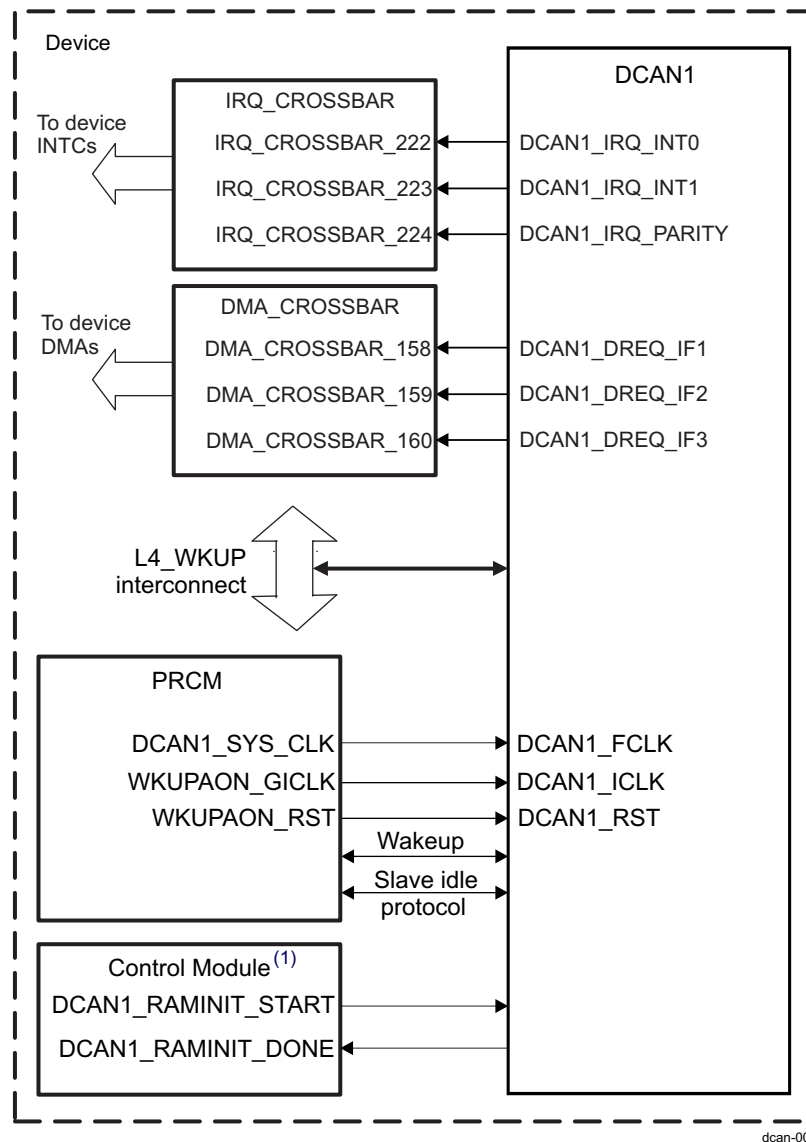 Device
DCAN1
IRQ_CROSSBAR
To device
INTCs
IRQ_CROSSBAR_222
DCAN1_IRQ_INT0
IRQ_CROSSBAR_223
DCAN1_IRQ_INT1
IRQ_CROSSBAR_224
DCAN1_IRQ_PARITY
DMA_CROSSBAR
To device
DMAs
DMA_CROSSBAR_158
DCAN1_DREQ_IF1
DMA_CROSSBAR_159
DCAN1_DREQ_IF2
DMA_CROSSBAR_160
DCAN1_DREQ_IF3
L4_WKUP
interconnect
PRCM
DCAN1_SYS_CLK
DCAN1_FCLK
WKUPAON_GICLK
DCAN1_ICLK
WKUPAON_RST
DCAN1_RST
Wakeup
Slave idle
protocol
Control Module(1)
DCAN1_RAMINIT_START
DCAN1_RAMINIT_DONE
dcan-00